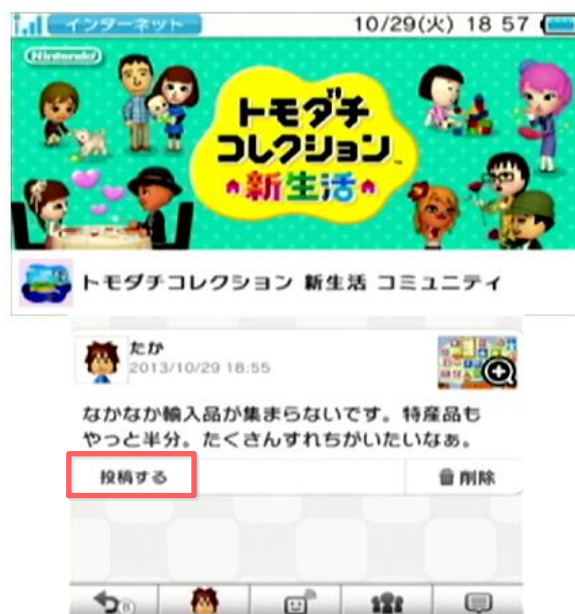 インターネット 10/29(火) 18 57
Nintendo
トモダチ
コレクション™
新生活
トモダチコレクション 新生活 コミュニティ
たか
2013/10/29 18:55
なかなか輸入品が集まらないです。特産品も
やっと半分。たくさんすれちがいたいなぁ。
投稿する 削除
B